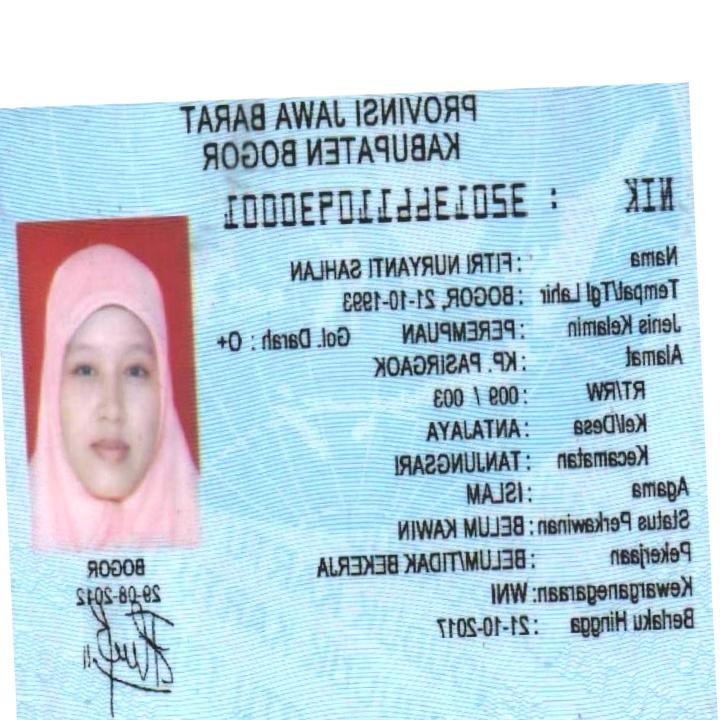 PROVINSI JAWA BARAT
KABUPATEN BOGOR
NIK : 3201366110930001
Nama : FITRI NURYANTI SAHLAN
Tempat/Tgl Lahir : BOGOR, 21-10-1993
Jenis Kelamin : PEREMPUAN Gol. Darah : O+
Alamat : KP. PASIRGAOK
RT/RW : 009 / 003
Kel/Desa : ANTAJAYA
Kecamatan : TANJUNGSARI
Agama : ISLAM
Status Perkawinan: BELUM KAWIN
Pekerjaan : BELUM/TIDAK BEKERJA
Kewarganegaraan: WNI
Berlaku Hingga : 21-10-2017
BOGOR
29-08-2012